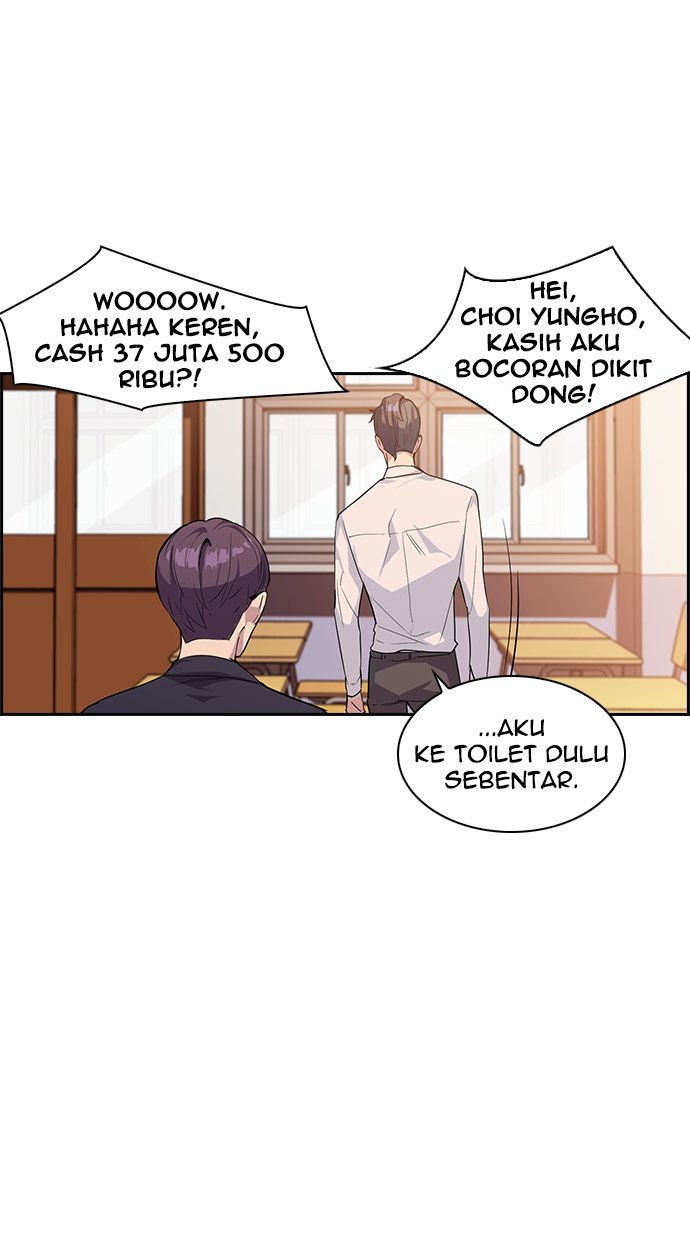 WOOOOW.
HAHAHA KEREN,
CASH 37 JUTA 500
RIBU?!
HEI,
CHOI YUNGHO,
KASIH AKU
BOCORAN DIKIT
DONG!
...AKU
KE TOILET DULU
SEBENTAR.